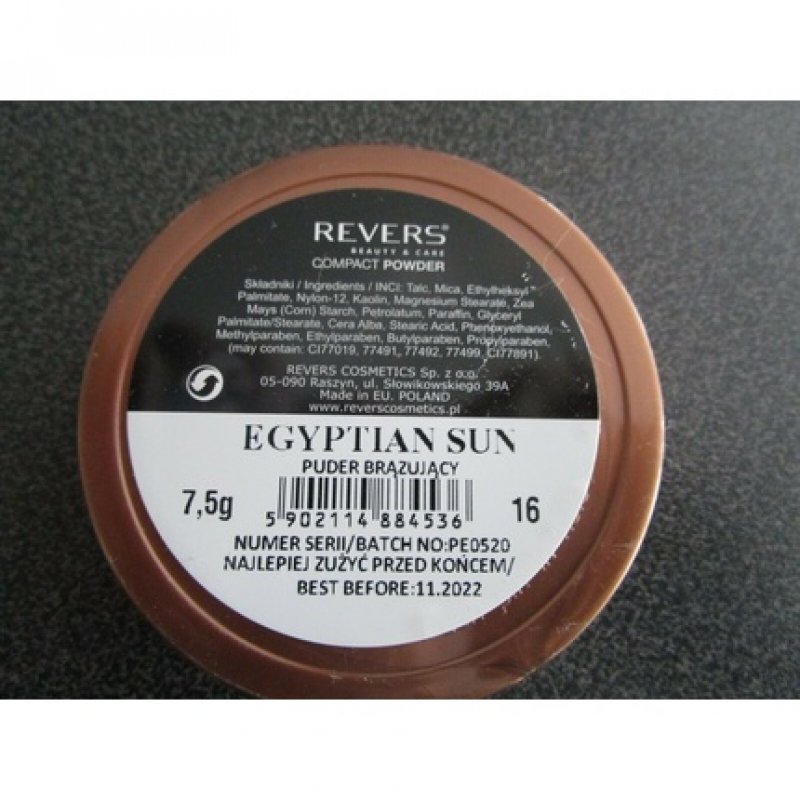 REVERS®
BEAUTY & CARE
COMPACT POWDER
Składniki / Ingredients / INCI: Talc, Mica, Ethylheksyl
Palmitate, Nylon-12, Kaolin, Magnesium Stearate, Zea
Mays (Corn) Starch, Petrolatum, Paraffin, Glyceryl
Palmitate/Stearate, Cera Alba, Stearic Acid, Phenoxyethanol,
Methylparaben, Ethylparaben, Butylparaben, Propylparaben,
(may contain: CI77019, 77491, 77492, 77499, CI77891).
REVERS COSMETICS Sp. z o.o.
05-090 Raszyn, ul. Słowikowskiego 39A
Made in EU. POLAND
www.reverscosmetics.pl
EGYPTIAN SUN
PUDER BRĄZUJĄCY
7,5g
5 902114 884536
16
NUMER SERII/BATCH NO:PE0520
NAJLEPIEJ ZUŻYĆ PRZED KOŃCEM/
BEST BEFORE:11.2022